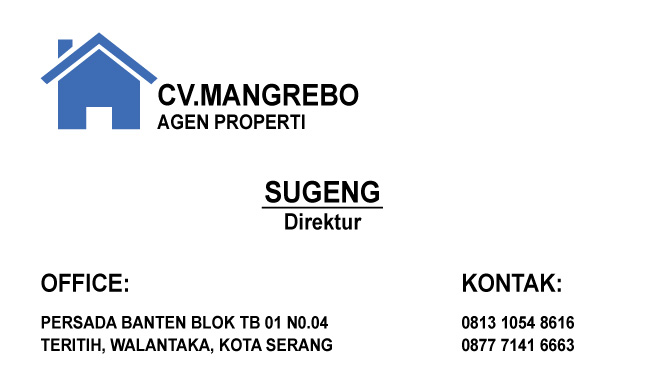 CV.MANGREBO
AGEN PROPERTI
SUGENG
Direktur
OFFICE:
PERSADA BANTEN BLOK TB 01 N0.04
TERITIH, WALANTAKA, KOTA SERANG
KONTAK:
0813 1054 8616
0877 7141 6663